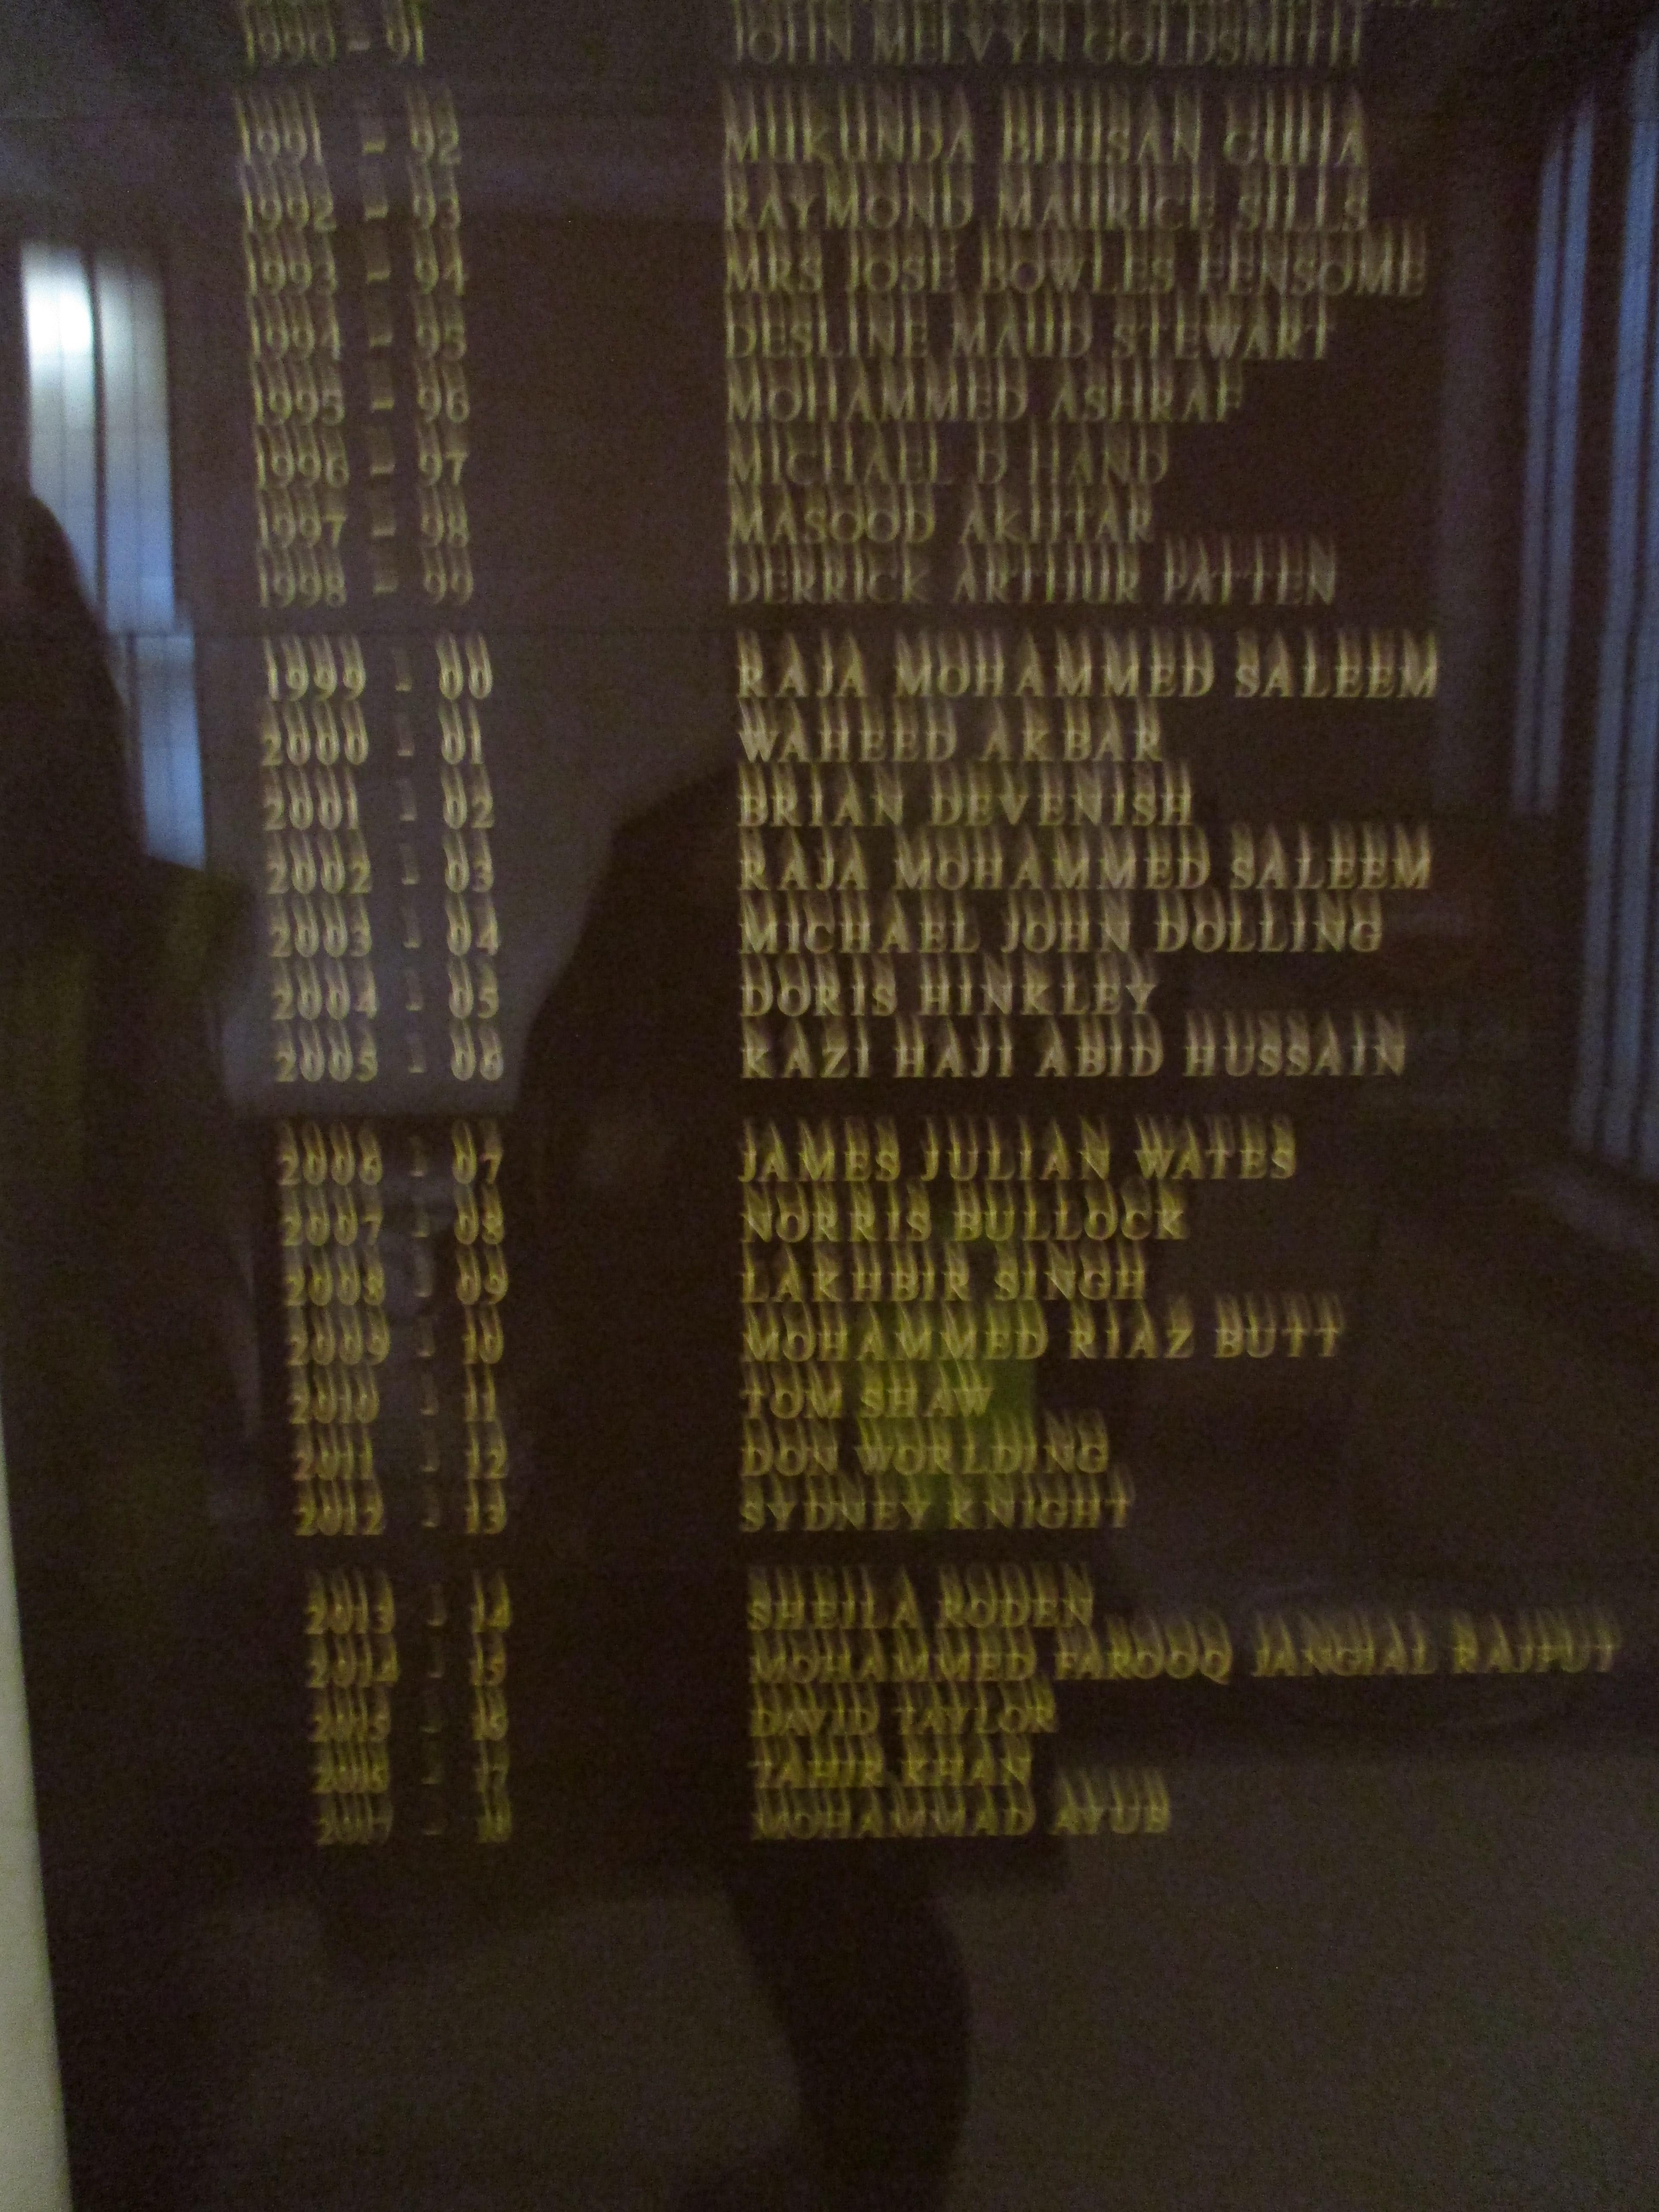 1990 - 91 JOHN MELVYN GOLDSMITH
1991 - 92 MUKUNDA BHUSAN GUHA
1992 - 93 RAYMOND MAURICE SILLS
1993 - 94 MRS JOSE BOWLES FENSOME
1994 - 95 DESLINE MAUD STEWART
1995 - 96 MOHAMMED ASHRAF
1996 - 97 MICHAEL D HAND
1997 - 98 MASOOD AKHTAR
1998 - 99 DERRICK ARTHUR PATTEN
1999 - 00 RAJA MOHAMMED SALEEM
2000 - 01 WAHEED AKBAR
2001 - 02 BRIAN DEVENISH
2002 - 03 RAJA MOHAMMED SALEEM
2003 - 04 MICHAEL JOHN DOLLING
2004 - 05 DORIS HINKLEY
2005 - 06 KAZI HAJI ABID HUSSAIN
2006 - 07 JAMES JULIAN WATES
2007 - 08 NORRIS BULLOCK
2008 - 09 LAKHBIR SINGH
2009 - 10 MOHAMMED RIAZ BUTT
2010 - 11 TOM SHAW
2011 - 12 DON WORLDING
2012 - 13 SYDNEY KNIGHT
2013 - 14 SHEILA RODEN
2014 - 15 MOHAMMED FAROOQ JANGIAL RAJPUT
2015 - 16 DAVID TAYLOR
2016 - 17 TAHIR KHAN
2017 - 18 MOHAMMAD AYUB